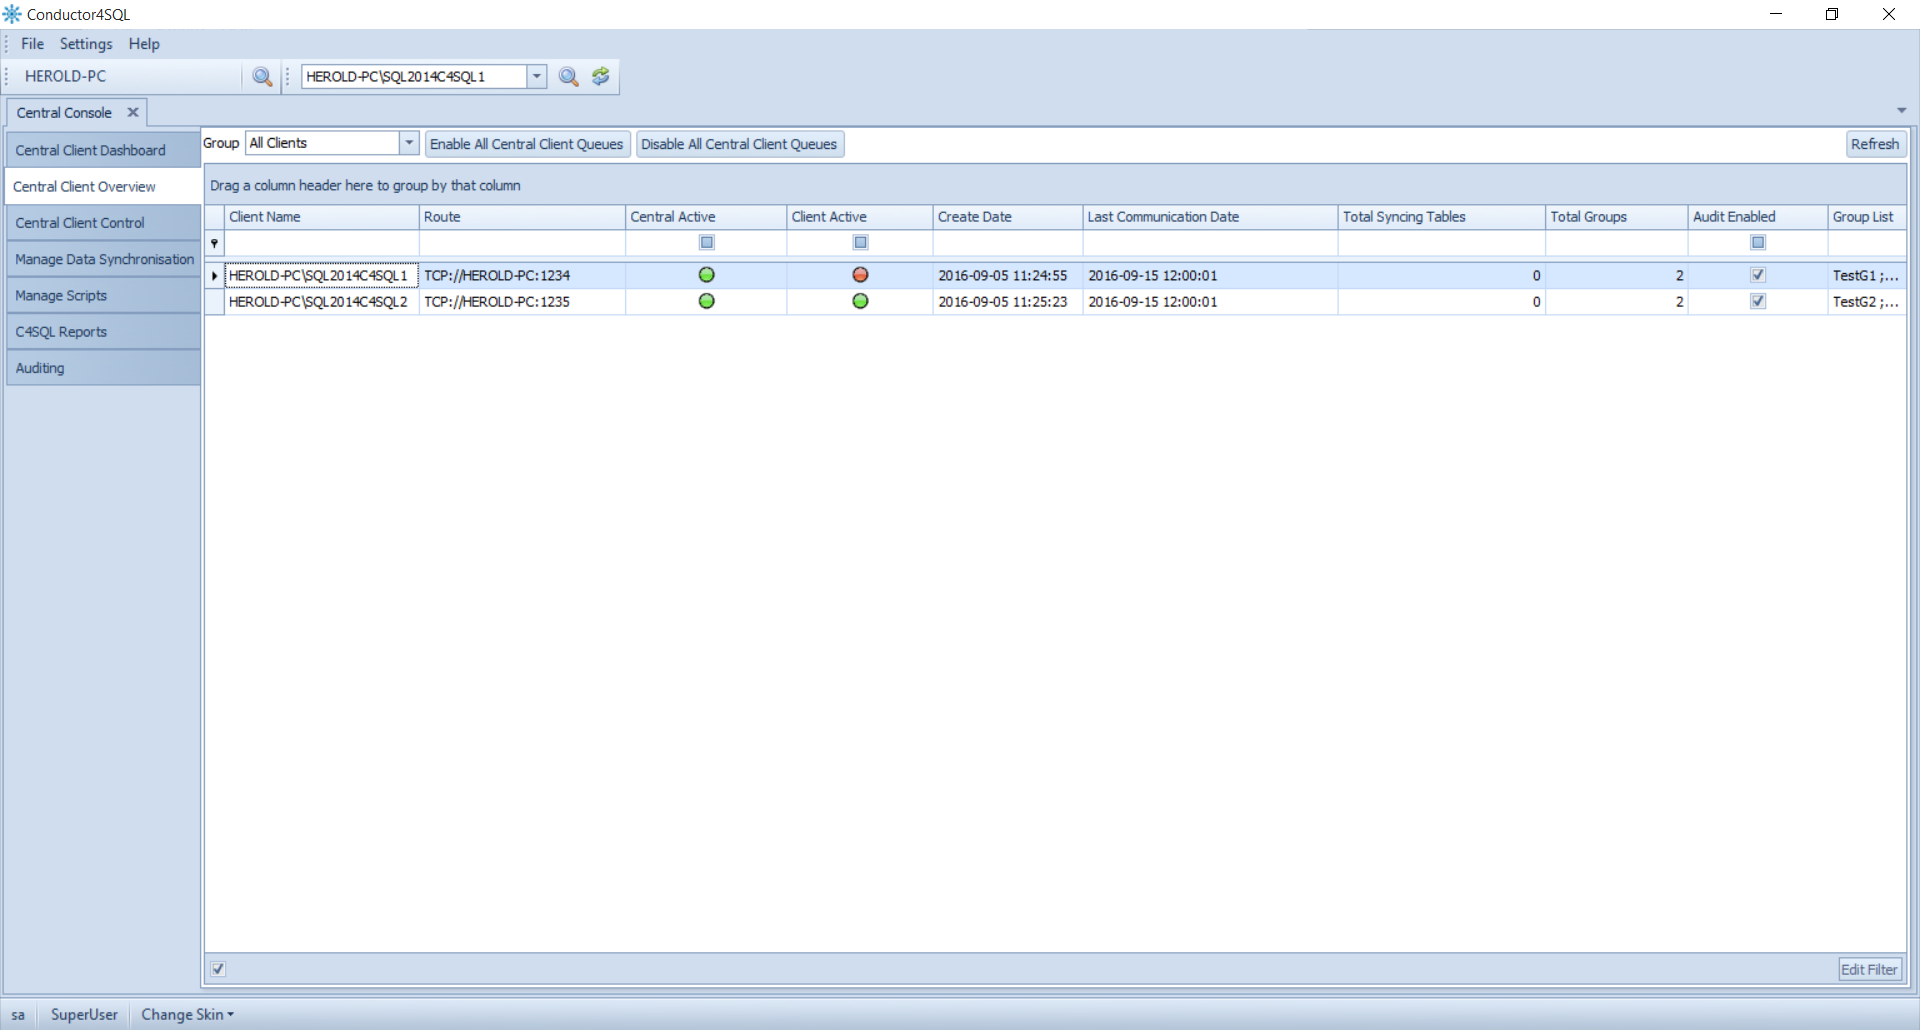 Conductor4SQL
File Settings Help
HEROLD-PC HEROLD-PC\SQL2014C4SQL1
Central Console
Central Client Dashboard
Central Client Overview
Central Client Control
Manage Data Synchronisation
Manage Scripts
C4SQL Reports
Auditing
Group All Clients Enable All Central Client Queues Disable All Central Client Queues Refresh
Drag a column header here to group by that column
Client Name Route Central Active Client Active Create Date Last Communication Date Total Syncing Tables Total Groups Audit Enabled Group List
HEROLD-PC\SQL2014C4SQL1 TCP://HEROLD-PC:1234 2016-09-05 11:24:55 2016-09-15 12:00:01 0 2 TestG1 ;...
HEROLD-PC\SQL2014C4SQL2 TCP://HEROLD-PC:1235 2016-09-05 11:25:23 2016-09-15 12:00:01 0 2 TestG2 ;...
Edit Filter
sa SuperUser Change Skin